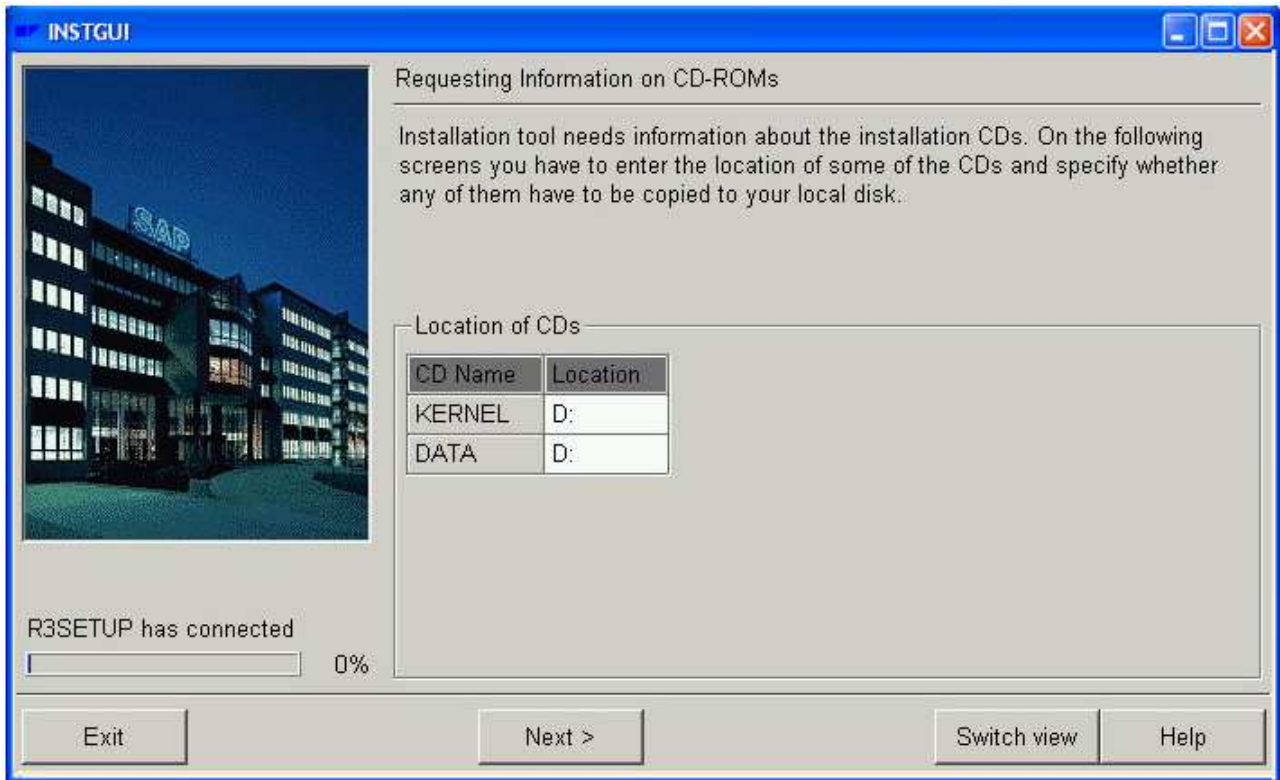 INSTGUI
Requesting Information on CD-ROMs
Installation tool needs information about the installation CDs. On the following
screens you have to enter the location of some of the CDs and specify whether
any of them have to be copied to your local disk.
SAP
Location of CDs
CD Name Location
KERNEL D:
DATA D:
R3SETUP has connected
0%
Exit Next > Switch view Help